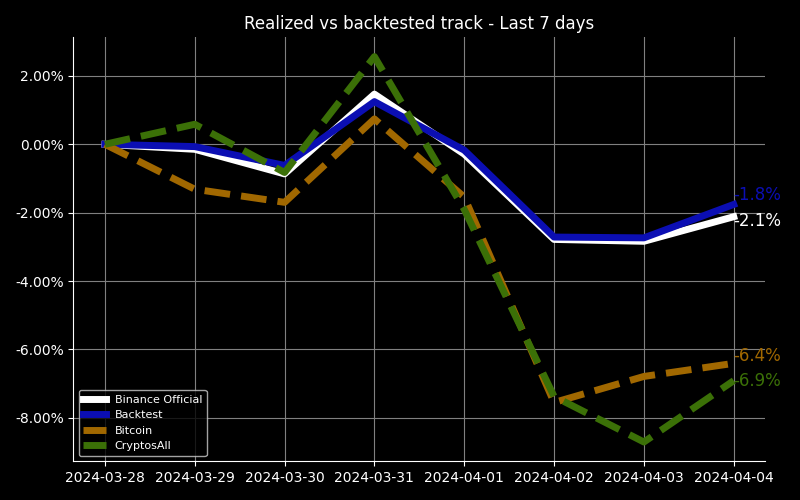 Realized vs backtested track - Last 7 days
2.00%
0.00%
-2.00%
-4.00%
-6.00%
-8.00%
-1.8%
-2.1%
-6.4%
-6.9%
Binance Official
Backtest
Bitcoin
CryptosAll
2024-03-28 2024-03-29 2024-03-30 2024-03-31 2024-04-01 2024-04-02 2024-04-03 2024-04-04